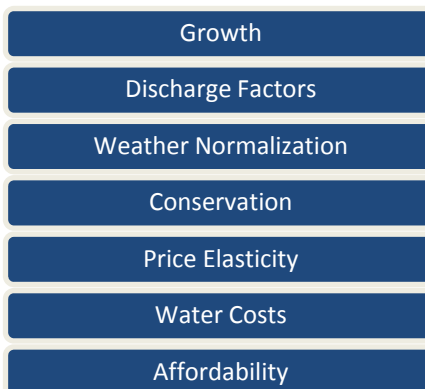 Growth
Discharge Factors
Weather Normalization
Conservation
Price Elasticity
Water Costs
Affordability